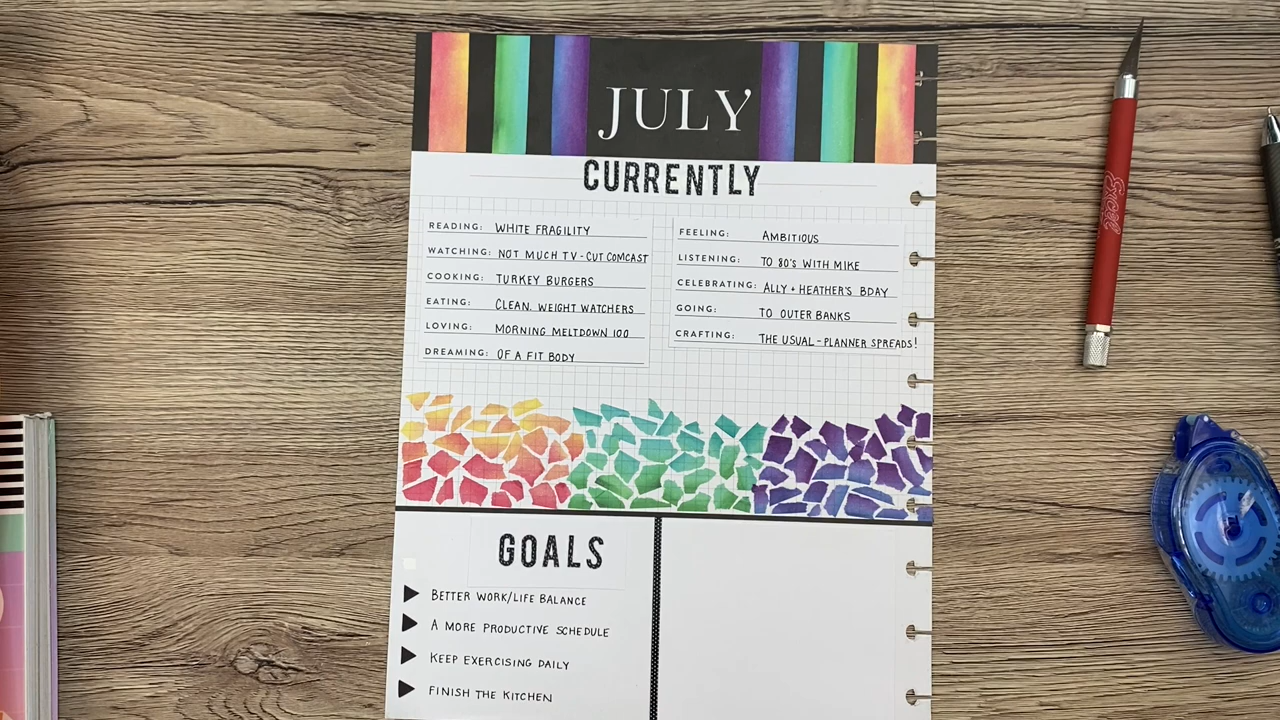 JULY
CURRENTLY
READING: WHITE FRAGILITY
WATCHING: NOT MUCH TV - CUT COMCAST
COOKING: TURKEY BURGERS
EATING: CLEAN. WEIGHT WATCHERS
LOVING: MORNING MELTDOWN 100
DREAMING: OF A FIT BODY
FEELING: AMBITIOUS
LISTENING: TO 80'S WITH MIKE
CELEBRATING: ALLY + HEATHER'S BDAY
GOING: TO OUTER BANKS
CRAFTING: THE USUAL - PLANNER SPREADS!
GOALS
BETTER WORK/LIFE BALANCE
A MORE PRODUCTIVE SCHEDULE
KEEP EXERCISING DAILY
FINISH THE KITCHEN
Excel